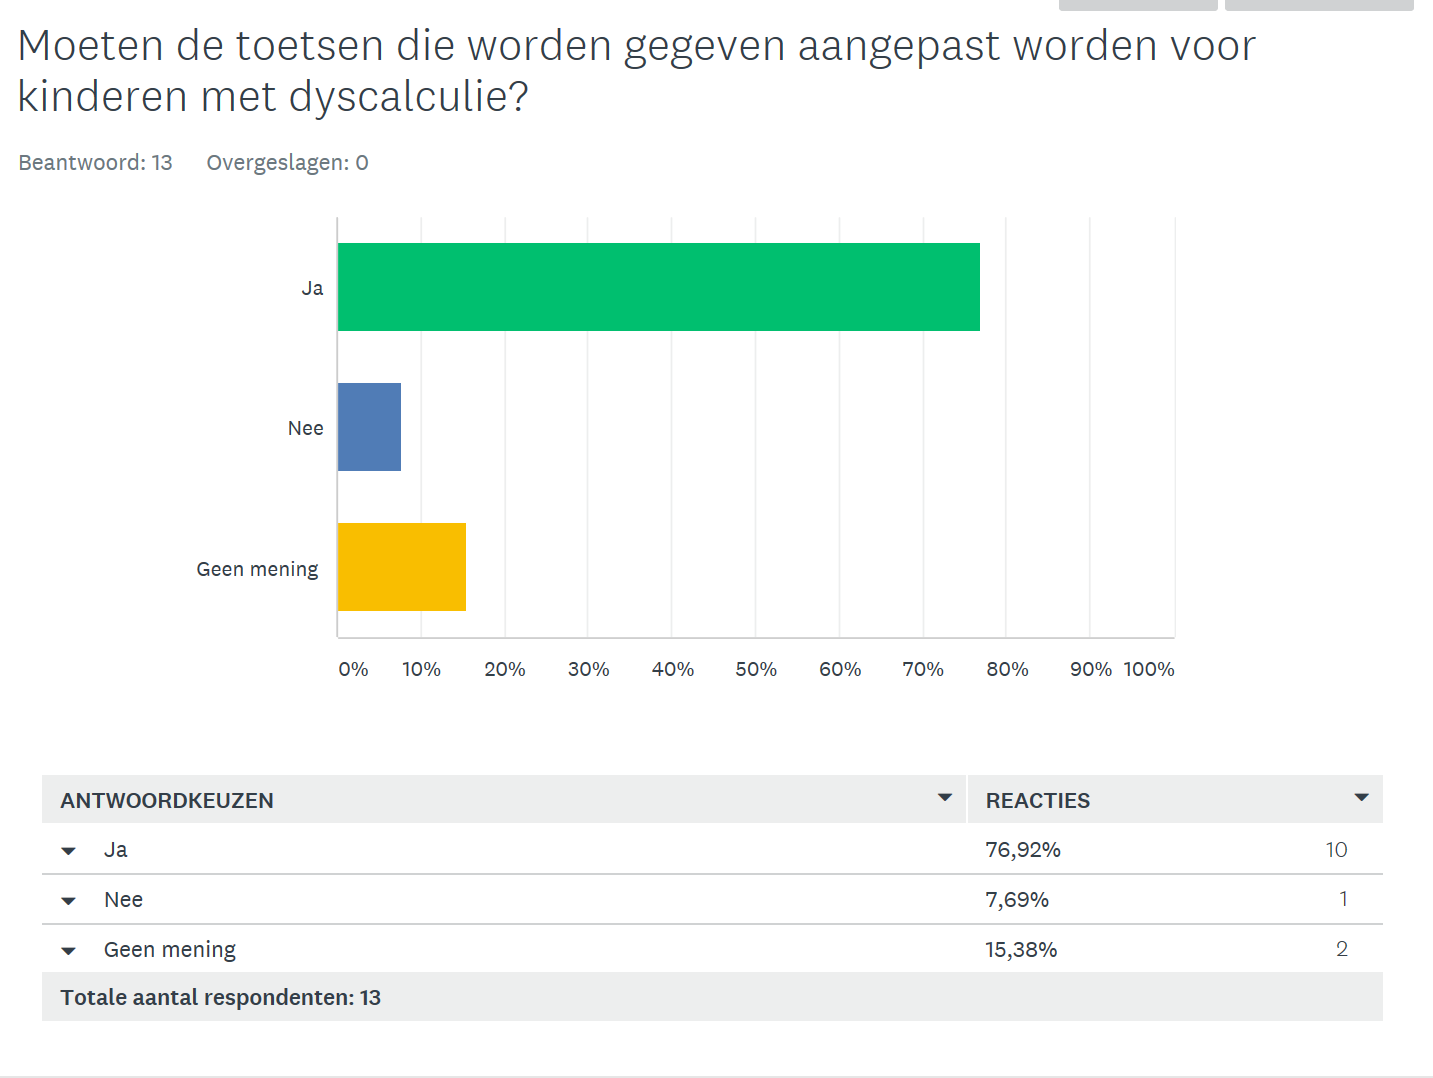 Moeten de toetsen die worden gegeven aangepast worden voor
kinderen met dyscalculie?
Beantwoord: 13 Overgeslagen: 0
Ja
Nee
Geen mening
0% 10% 20% 30% 40% 50% 60% 70% 80% 90% 100%
ANTWOORDKEUZEN REACTIES
Ja 76,92% 10
Nee 7,69% 1
Geen mening 15,38% 2
Totale aantal respondenten: 13